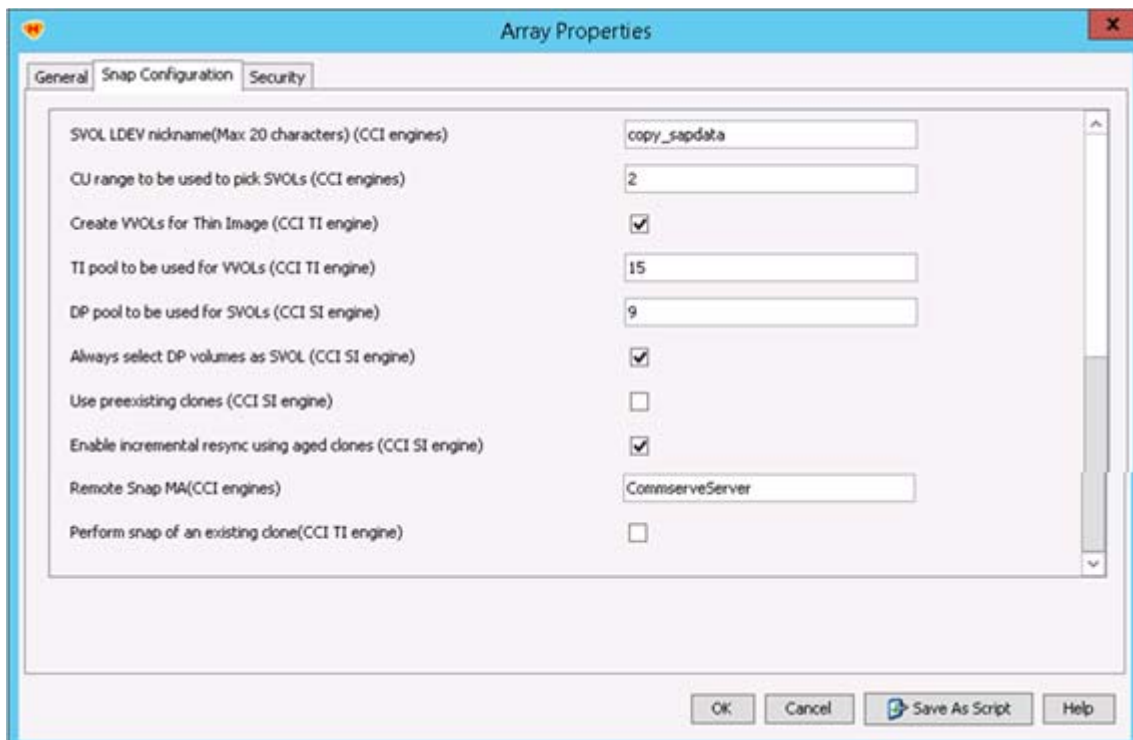 Array Properties
x
General Snap Configuration Security
SVOL LDEV nickname(Max 20 characters) (CCI engines) copy_sapdata
CU range to be used to pick SVOLs (CCI engines) 2
Create VVOLs for Thin Image (CCI TI engine)
TI pool to be used for VVOLs (CCI TI engine) 15
DP pool to be used for SVOLs (CCI SI engine) 9
Always select DP volumes as SVOL (CCI SI engine)
Use preexisting clones (CCI SI engine)
Enable incremental resync using aged clones (CCI SI engine)
Remote Snap MA(CCI engines) CommserveServer
Perform snap of an existing clone(CCI TI engine)
OK Cancel Save As Script Help